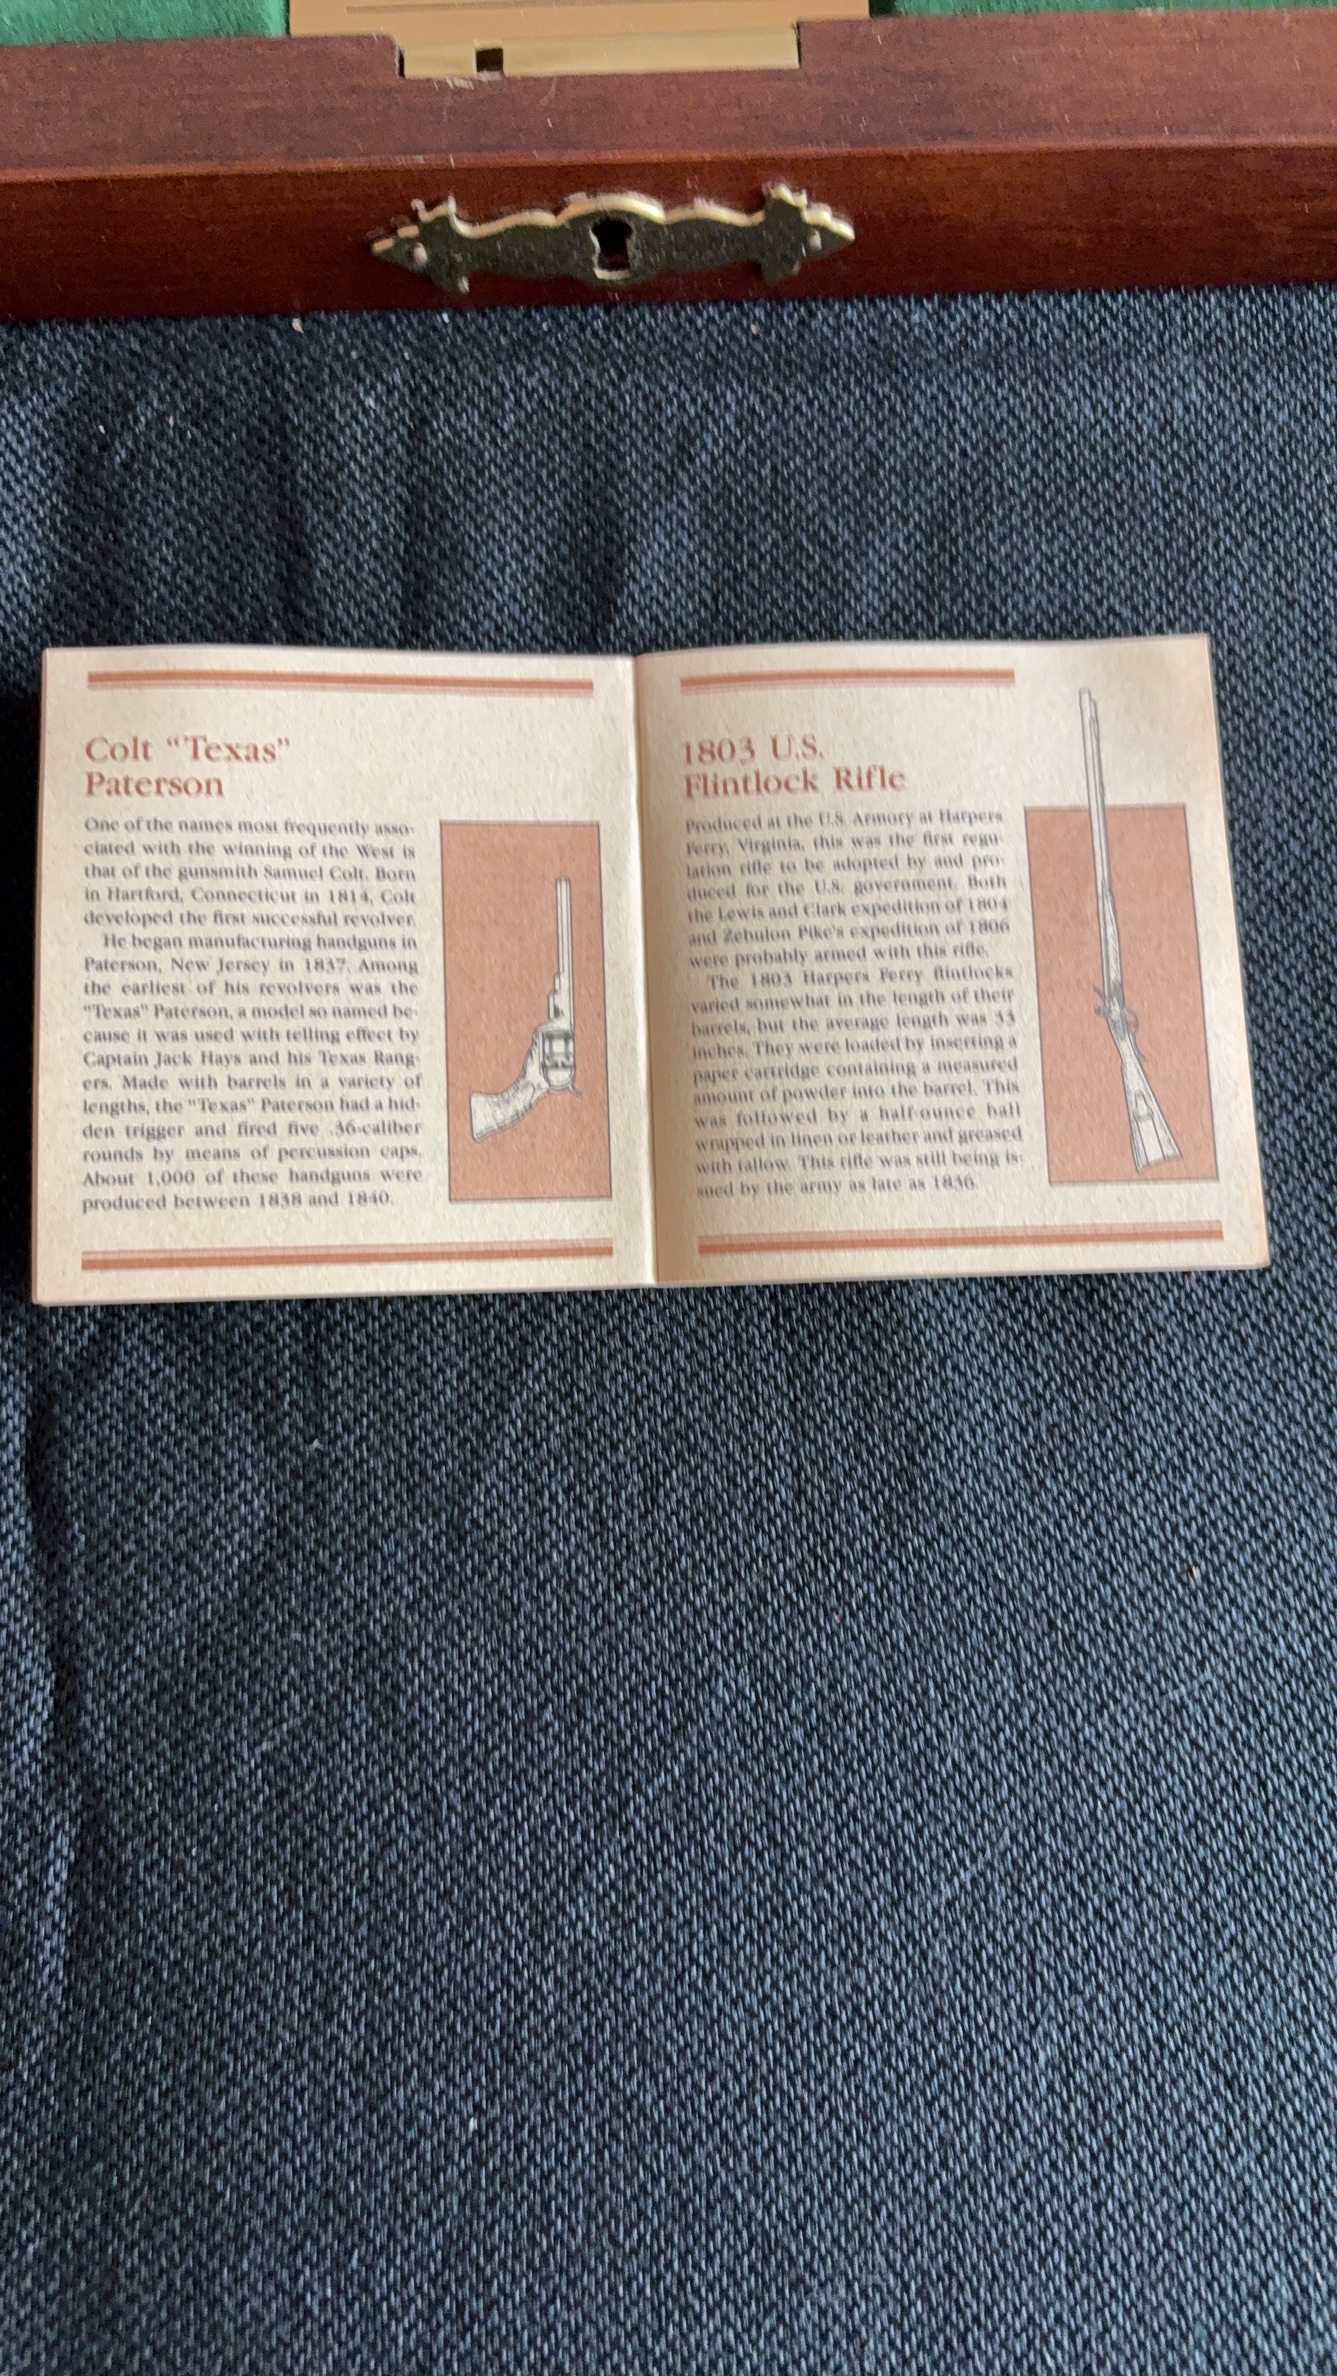 Colt “Texas”
Paterson
One of the names most frequently asso-
ciated with the winning of the West is
that of the gunsmith Samuel Colt. Born
in Hartford, Connecticut in 1814, Colt
developed the first successful revolver.
He began manufacturing handguns in
Paterson, New Jersey in 1837. Among
the earliest of his revolvers was the
"Texas" Paterson, a model so named be-
cause it was used with telling effect by
Captain Jack Hays and his Texas Rang-
ers. Made with barrels in a variety of
lengths, the "Texas" Paterson had a hid-
den trigger and fired five .36-caliber
rounds by means of percussion caps.
About 1,000 of these handguns were
produced between 1838 and 1840.
1803 U.S.
Flintlock Rifle
Produced at the U.S. Armory at Harpers
Ferry, Virginia, this was the first regu-
lation rifle to be adopted by and pro-
duced for the U.S. government. Both
the Lewis and Clark expedition of 1804
and Zebulon Pike's expedition of 1806
were probably armed with this rifle.
The 1803 Harpers Ferry flintlocks
varied somewhat in the length of their
barrels, but the average length was 33
inches. They were loaded by inserting a
paper cartridge containing a measured
amount of powder into the barrel. This
was followed by a half-ounce ball
wrapped in linen or leather and greased
with tallow. This rifle was still being is-
sued by the army as late as 1836.